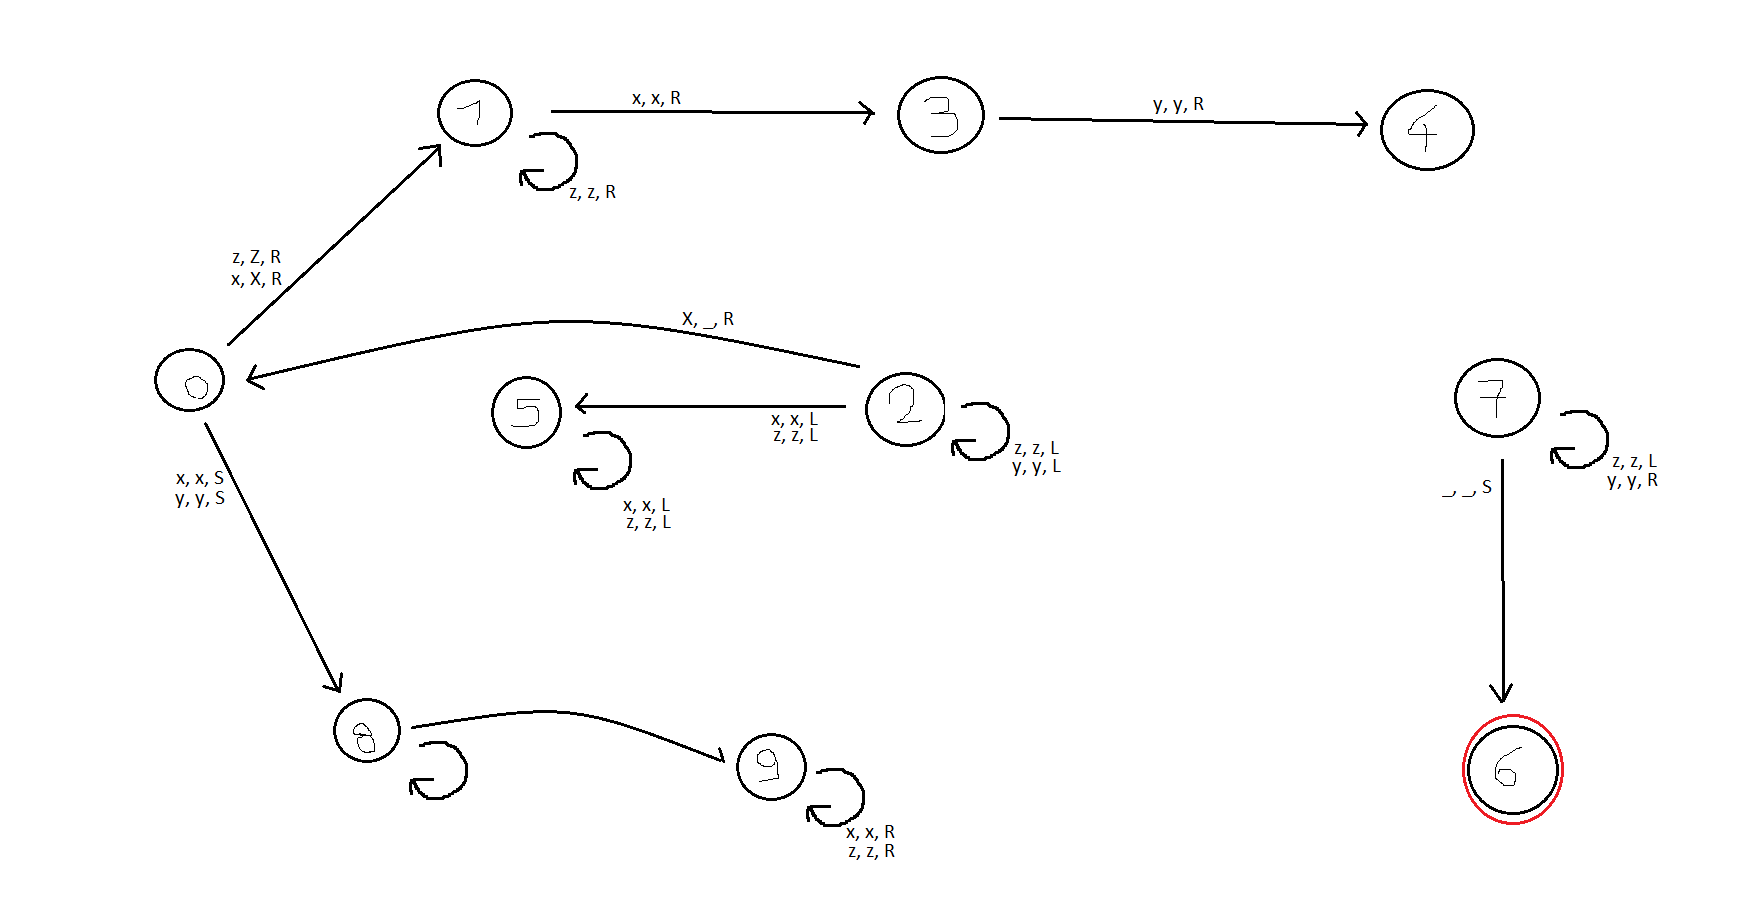 1
x, x, R
3
y, y, R
4
z, z, R
z, Z, R
x, X, R
X, _, R
0
5
2
7
x, x, L
z, z, L
z, z, L
y, y, L
z, z, L
y, y, R
_, _, S
x, x, S
y, y, S
x, x, L
z, z, L
8
9
6
x, x, R
z, z, R